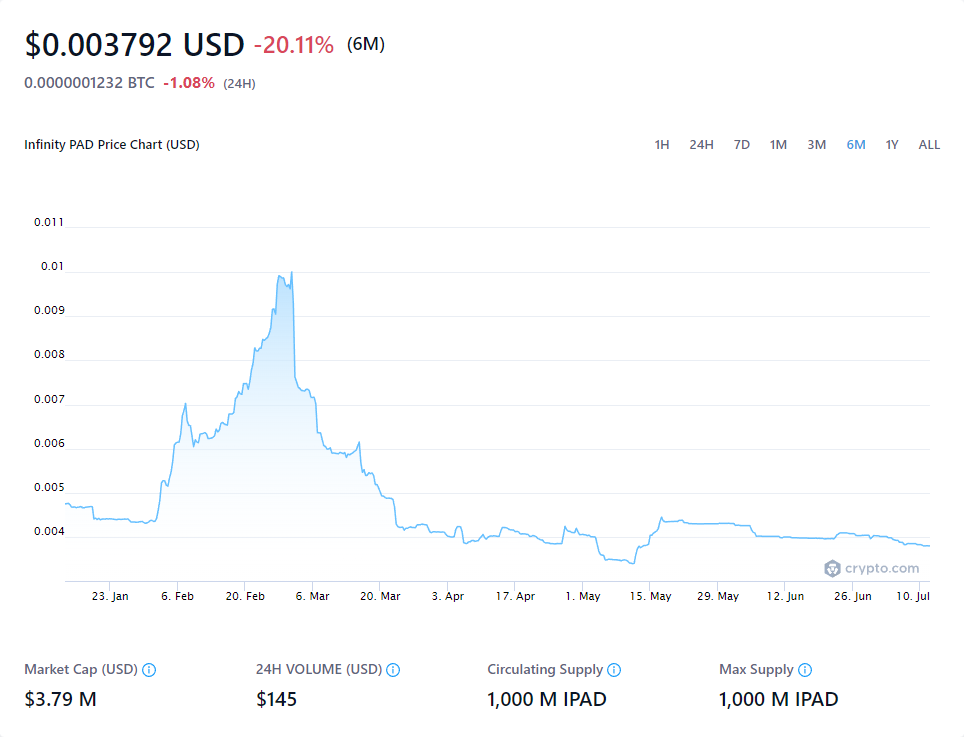 $0.003792 USD -20.11% (6M)
0.0000001232 BTC -1.08% (24H)
Infinity PAD Price Chart (USD) 1H 24H 7D 1M 3M 6M 1Y ALL
0.011
0.01
0.009
0.008
0.007
0.006
0.005
0.004
crypto.com
23. Jan 6. Feb 20. Feb 6. Mar 20. Mar 3. Apr 17. Apr 1. May 15. May 29. May 12. Jun 26. Jun 10. Jul
Market Cap (USD) 24H VOLUME (USD) Circulating Supply Max Supply
$3.79 M $145 1,000 M IPAD 1,000 M IPAD